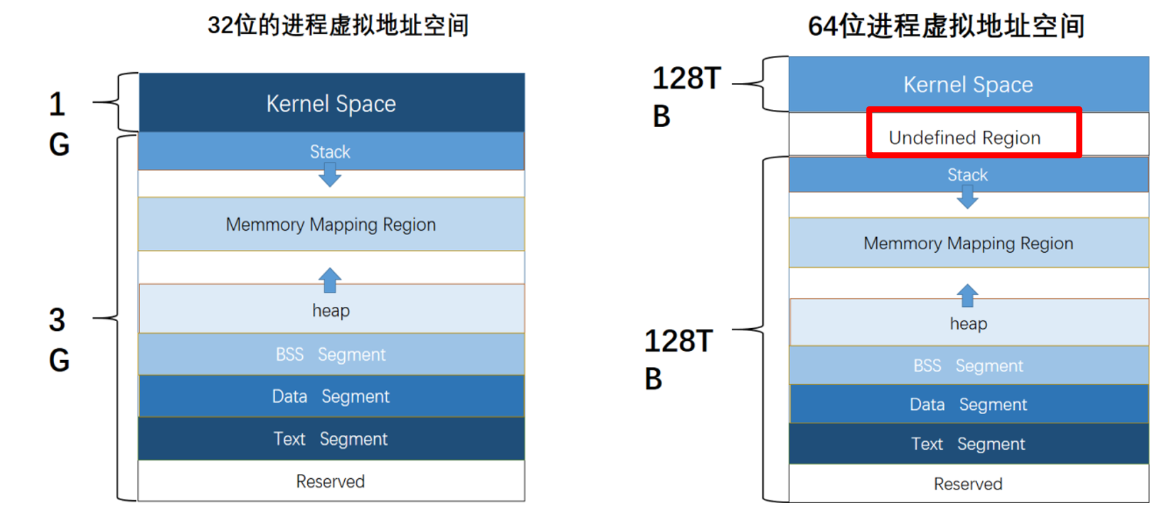 32位的进程虚拟地址空间
1
G
Kernel Space
Stack
Memmory Mapping Region
3
G
heap
BSS Segment
Data Segment
Text Segment
Reserved
64位进程虚拟地址空间
128T
B
Kernel Space
Undefined Region
Stack
Memmory Mapping Region
128T
B
heap
BSS Segment
Data Segment
Text Segment
Reserved